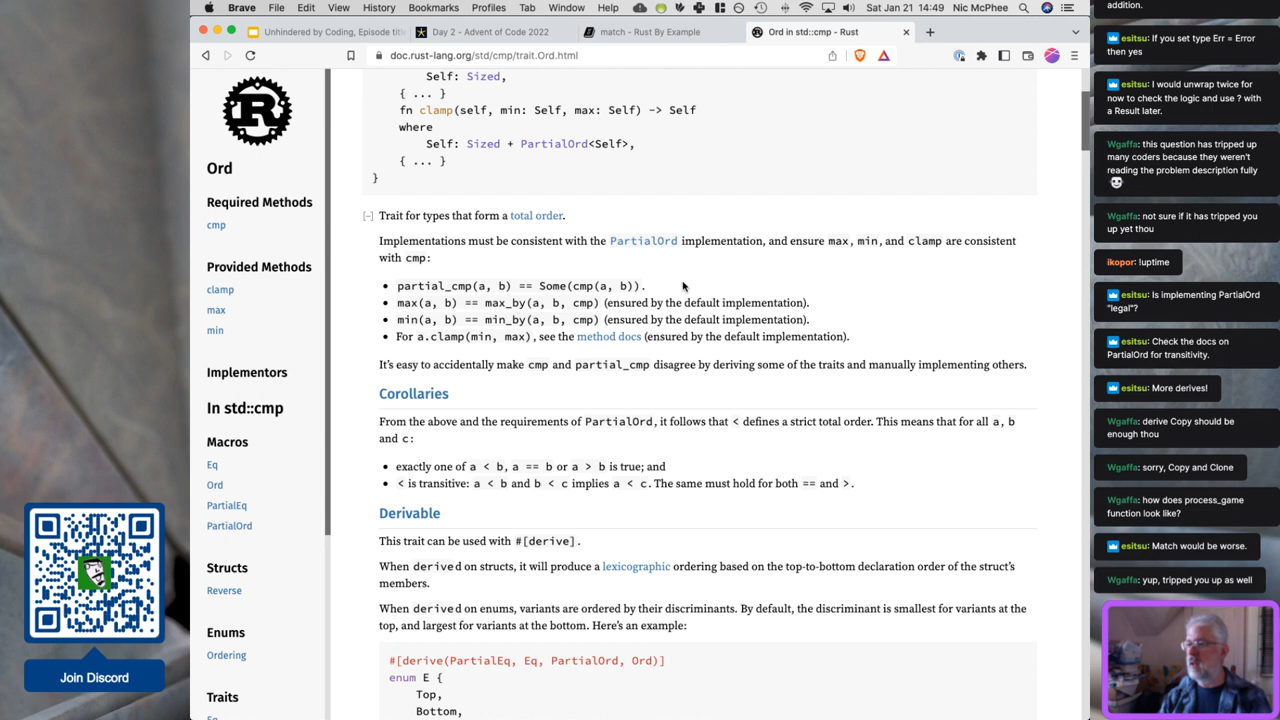 Brave File Edit View History Bookmarks Profiles Tab Window Help Sat Jan 21 14:49 Nic McPhee
Unhindered by Coding, Episode title
Day 2 - Advent of Code 2022
match - Rust By Example
Ord in std::cmp - Rust
doc.rust-lang.org/std/cmp/trait.Ord.html
Ord
Required Methods
cmp
Provided Methods
clamp
max
min
Implementors
In std::cmp
Macros
Eq
Ord
PartialEq
PartialOrd
Structs
Reverse
Enums
Ordering
Traits
Self: Sized,
{ ... }
fn clamp(self, min: Self, max: Self) -> Self
where
Self: Sized + PartialOrd<Self>,
{ ... }
}
[−] Trait for types that form a total order.
Implementations must be consistent with the PartialOrd implementation, and ensure max, min, and clamp are consistent
with cmp:
• partial_cmp(a, b) == Some(cmp(a, b)).
• max(a, b) == max_by(a, b, cmp) (ensured by the default implementation).
• min(a, b) == min_by(a, b, cmp) (ensured by the default implementation).
• For a.clamp(min, max), see the method docs (ensured by the default implementation).
It's easy to accidentally make cmp and partial_cmp disagree by deriving some of the traits and manually implementing others.
Corollaries
From the above and the requirements of PartialOrd, it follows that < defines a strict total order. This means that for all a, b
and c:
• exactly one of a < b, a == b or a > b is true; and
• < is transitive: a < b and b < c implies a < c. The same must hold for both == and >.
Derivable
This trait can be used with #[derive].
When derived on structs, it will produce a lexicographic ordering based on the top-to-bottom declaration order of the struct's
members.
When derived on enums, variants are ordered by their discriminants. By default, the discriminant is smallest for variants at the
top, and largest for variants at the bottom. Here's an example:
#[derive(PartialEq, Eq, PartialOrd, Ord)]
enum E {
Top,
Bottom,
addition.
esitsu: If you set type Err = Error
then yes
esitsu: I would unwrap twice for
now to check the logic and use ? with
a Result later.
Wgaffa: this question has tripped up
many coders because they weren't
reading the problem description fully
Wgaffa: not sure if it has tripped you
up yet thou
ikopor: !uptime
esitsu: Is implementing PartialOrd
"legal"?
esitsu: Check the docs on
PartialOrd for transitivity.
esitsu: More derives!
Wgaffa: derive Copy should be
enough thou
Wgaffa: sorry, Copy and Clone
Wgaffa: how does process_game
function look like?
esitsu: Match would be worse.
Wgaffa: yup, tripped you up as well
Join Discord